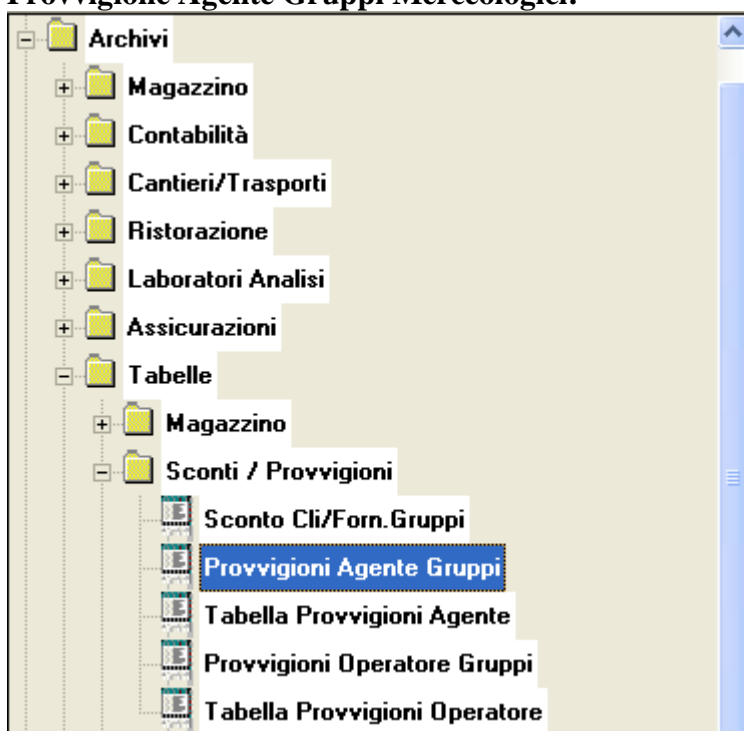 Provvigione Agente Gruppi Merceologici.
Archivi
Magazzino
Contabilità
Cantieri/Trasporti
Ristorazione
Laboratori Analisi
Assicurazioni
Tabelle
Magazzino
Sconti / Provvigioni
Sconto Cli/Forn.Gruppi
Provvigioni Agente Gruppi
Tabella Provvigioni Agente
Provvigioni Operatore Gruppi
Tabella Provvigioni Operatore